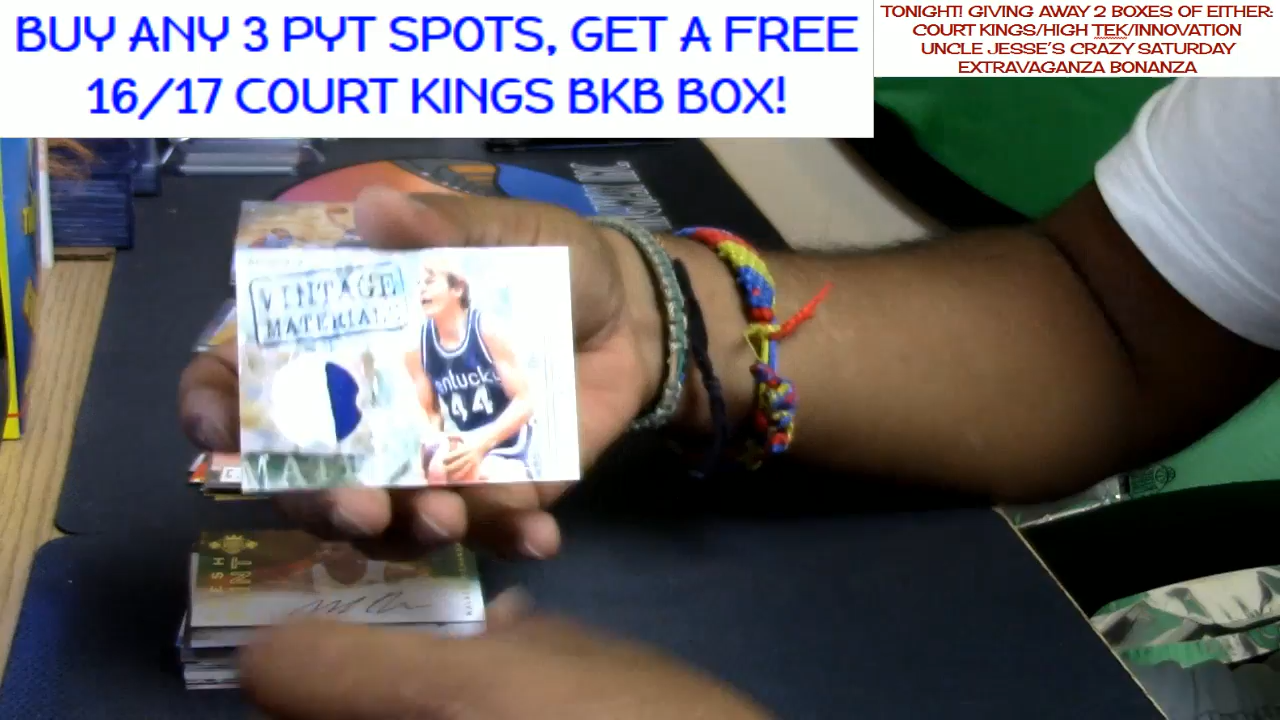 BUY ANY 3 PYT SPOTS, GET A FREE
16/17 COURT KINGS BKB BOX!
TONIGHT! GIVING AWAY 2 BOXES OF EITHER:
COURT KINGS/HIGH TEK/INNOVATION
UNCLE JESSE'S CRAZY SATURDAY
EXTRAVAGANZA BONANZA
VINTAGE
MATERIALS
entucky
44